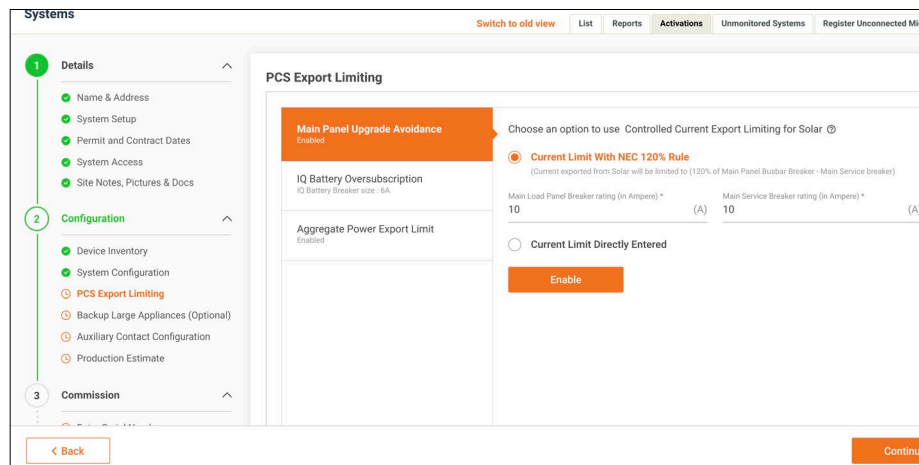 Systems
Switch to old view
List
Reports
Activations
Unmonitored Systems
Register Unconnected Mi
1
Details
Name & Address
System Setup
Permit and Contract Dates
System Access
Site Notes, Pictures & Docs
2
Configuration
Device Inventory
System Configuration
PCS Export Limiting
Backup Large Appliances (Optional)
Auxiliary Contact Configuration
Production Estimate
3
Commission
PCS Export Limiting
Main Panel Upgrade Avoidance
Enabled
IQ Battery Oversubscription
IQ Battery Breaker size : 6A
Aggregate Power Export Limit
Enabled
Choose an option to use Controlled Current Export Limiting for Solar
Current Limit With NEC 120% Rule
(Current exported from Solar will be limited to (120% of Main Panel Busbar Breaker - Main Service breaker)
Main Load Panel Breaker rating (in Ampere) *
10 (A)
Main Service Breaker rating (in Ampere) *
10 (A)
Current Limit Directly Entered
Enable
< Back
Continu